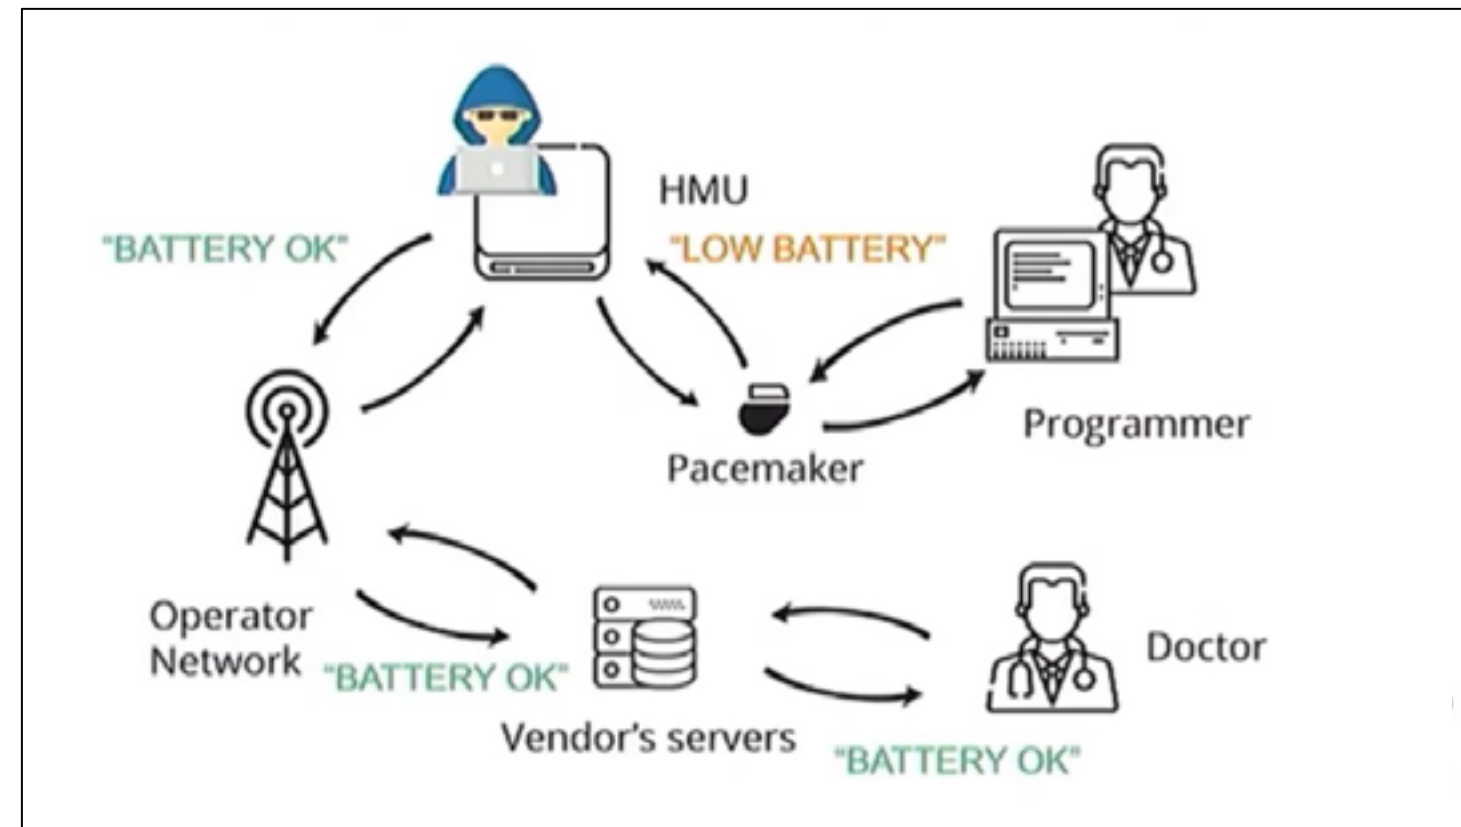 HMU
"BATTERY OK"
"LOW BATTERY"
Programmer
Pacemaker
Operator
Network
"BATTERY OK"
Doctor
Vendor's servers
"BATTERY OK"